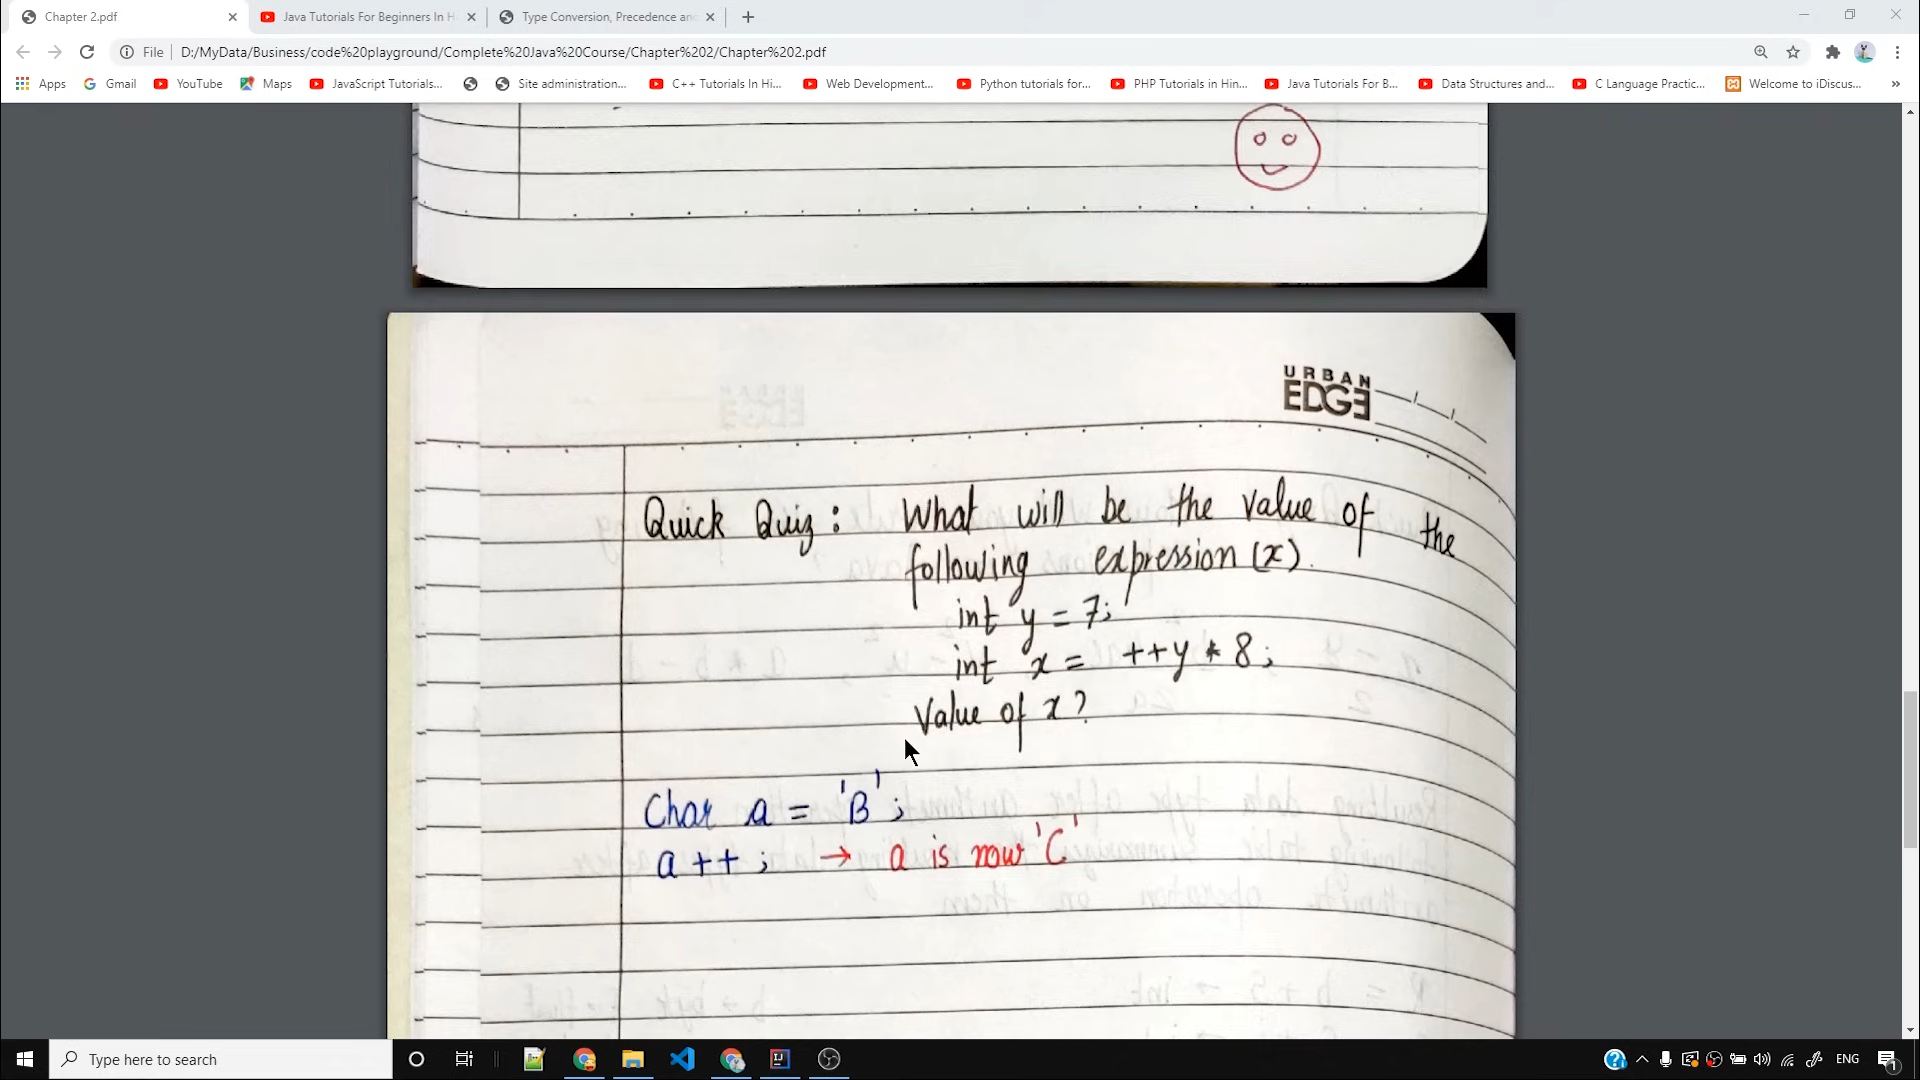 Chapter 2.pdf
Java Tutorials For Beginners In H
Type Conversion, Precedence an
File
D:/MyData/Business/code%20playground/Complete%20Java%20Course/Chapter%202/Chapter%202.pdf
Apps
Gmail
YouTube
Maps
JavaScript Tutorials...
Site administration...
C++ Tutorials In Hi...
Web Development...
Python tutorials for...
PHP Tutorials in Hin...
Java Tutorials For B...
Data Structures and...
C Language Practic...
Welcome to iDiscus...
»
URBAN
EDGE
Quick Quiz : What will be the value of the
following expression (x).
int y = 7;
int x = ++y * 8;
Value of x?
Char a = 'B';
a ++ ; → a is now 'C'
Type here to search
ENG
1